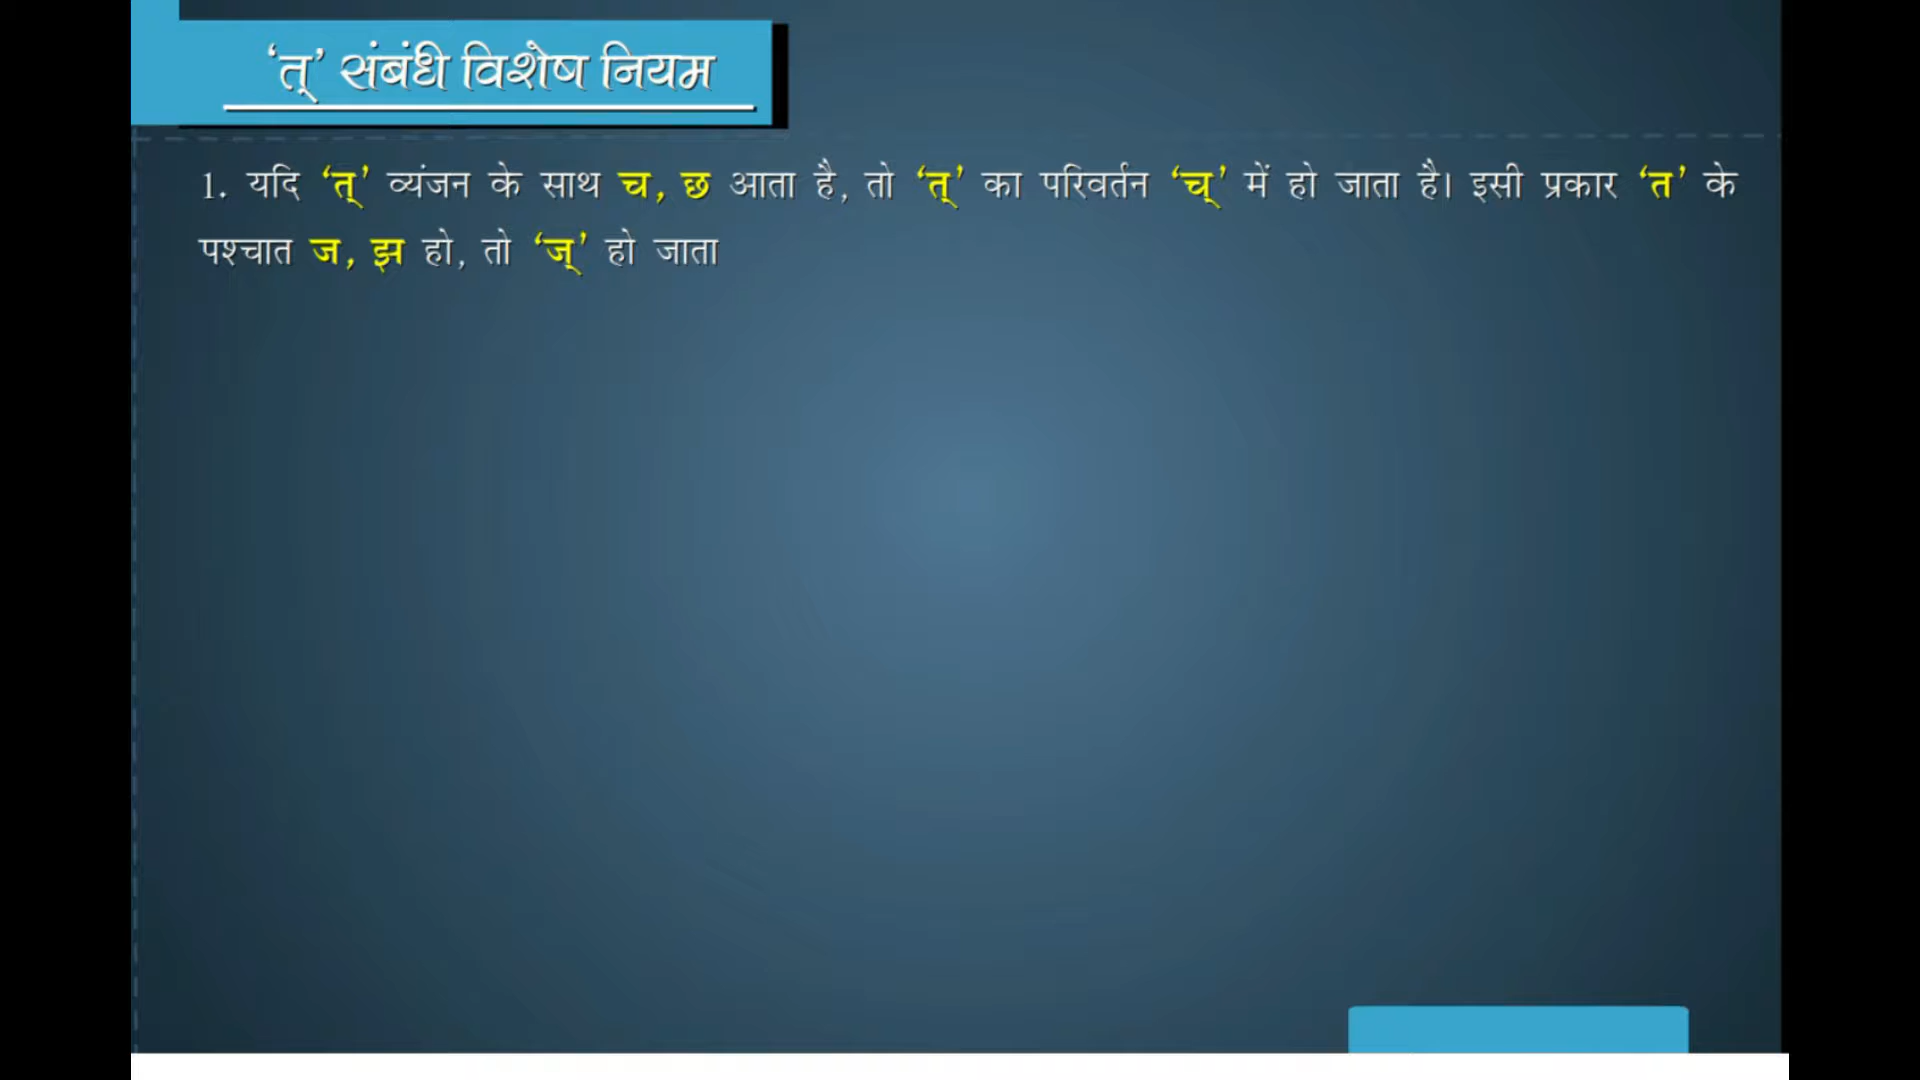 ‘त्’ संबंधी विशेष नियम
1. यदि ‘त्’ व्यंजन के साथ च, छ आता है, तो ‘त्’ का परिवर्तन ‘च्’ में हो जाता है। इसी प्रकार ‘त’ के
पश्चात ज, झ हो, तो ‘ज्’ हो जाता